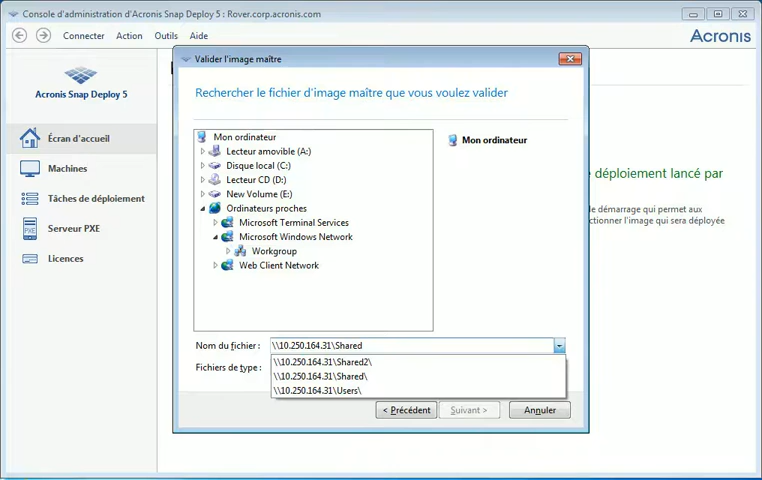 Console d'administration d'Acronis Snap Deploy 5 : Rover.corp.acronis.com
Connecter Action Outils Aide
Acronis
Acronis Snap Deploy 5
Écran d'accueil
Machines
Tâches de déploiement
Serveur PXE
PXE
Licences
Valider l'image maître
Rechercher le fichier d'image maître que vous voulez valider
Mon ordinateur
Lecteur amovible (A:)
Disque local (C:)
Lecteur CD (D:)
New Volume (E:)
Ordinateurs proches
Microsoft Terminal Services
Microsoft Windows Network
Workgroup
Web Client Network
Mon ordinateur
Nom du fichier : \\10.250.164.31\Shared
Fichiers de type :
\\10.250.164.31\Shared2\
\\10.250.164.31\Shared\
\\10.250.164.31\Users\
< Précédent Suivant > Annuler
déploiement lancé par
de démarrage qui permet aux
ctionner l'image qui sera déployée